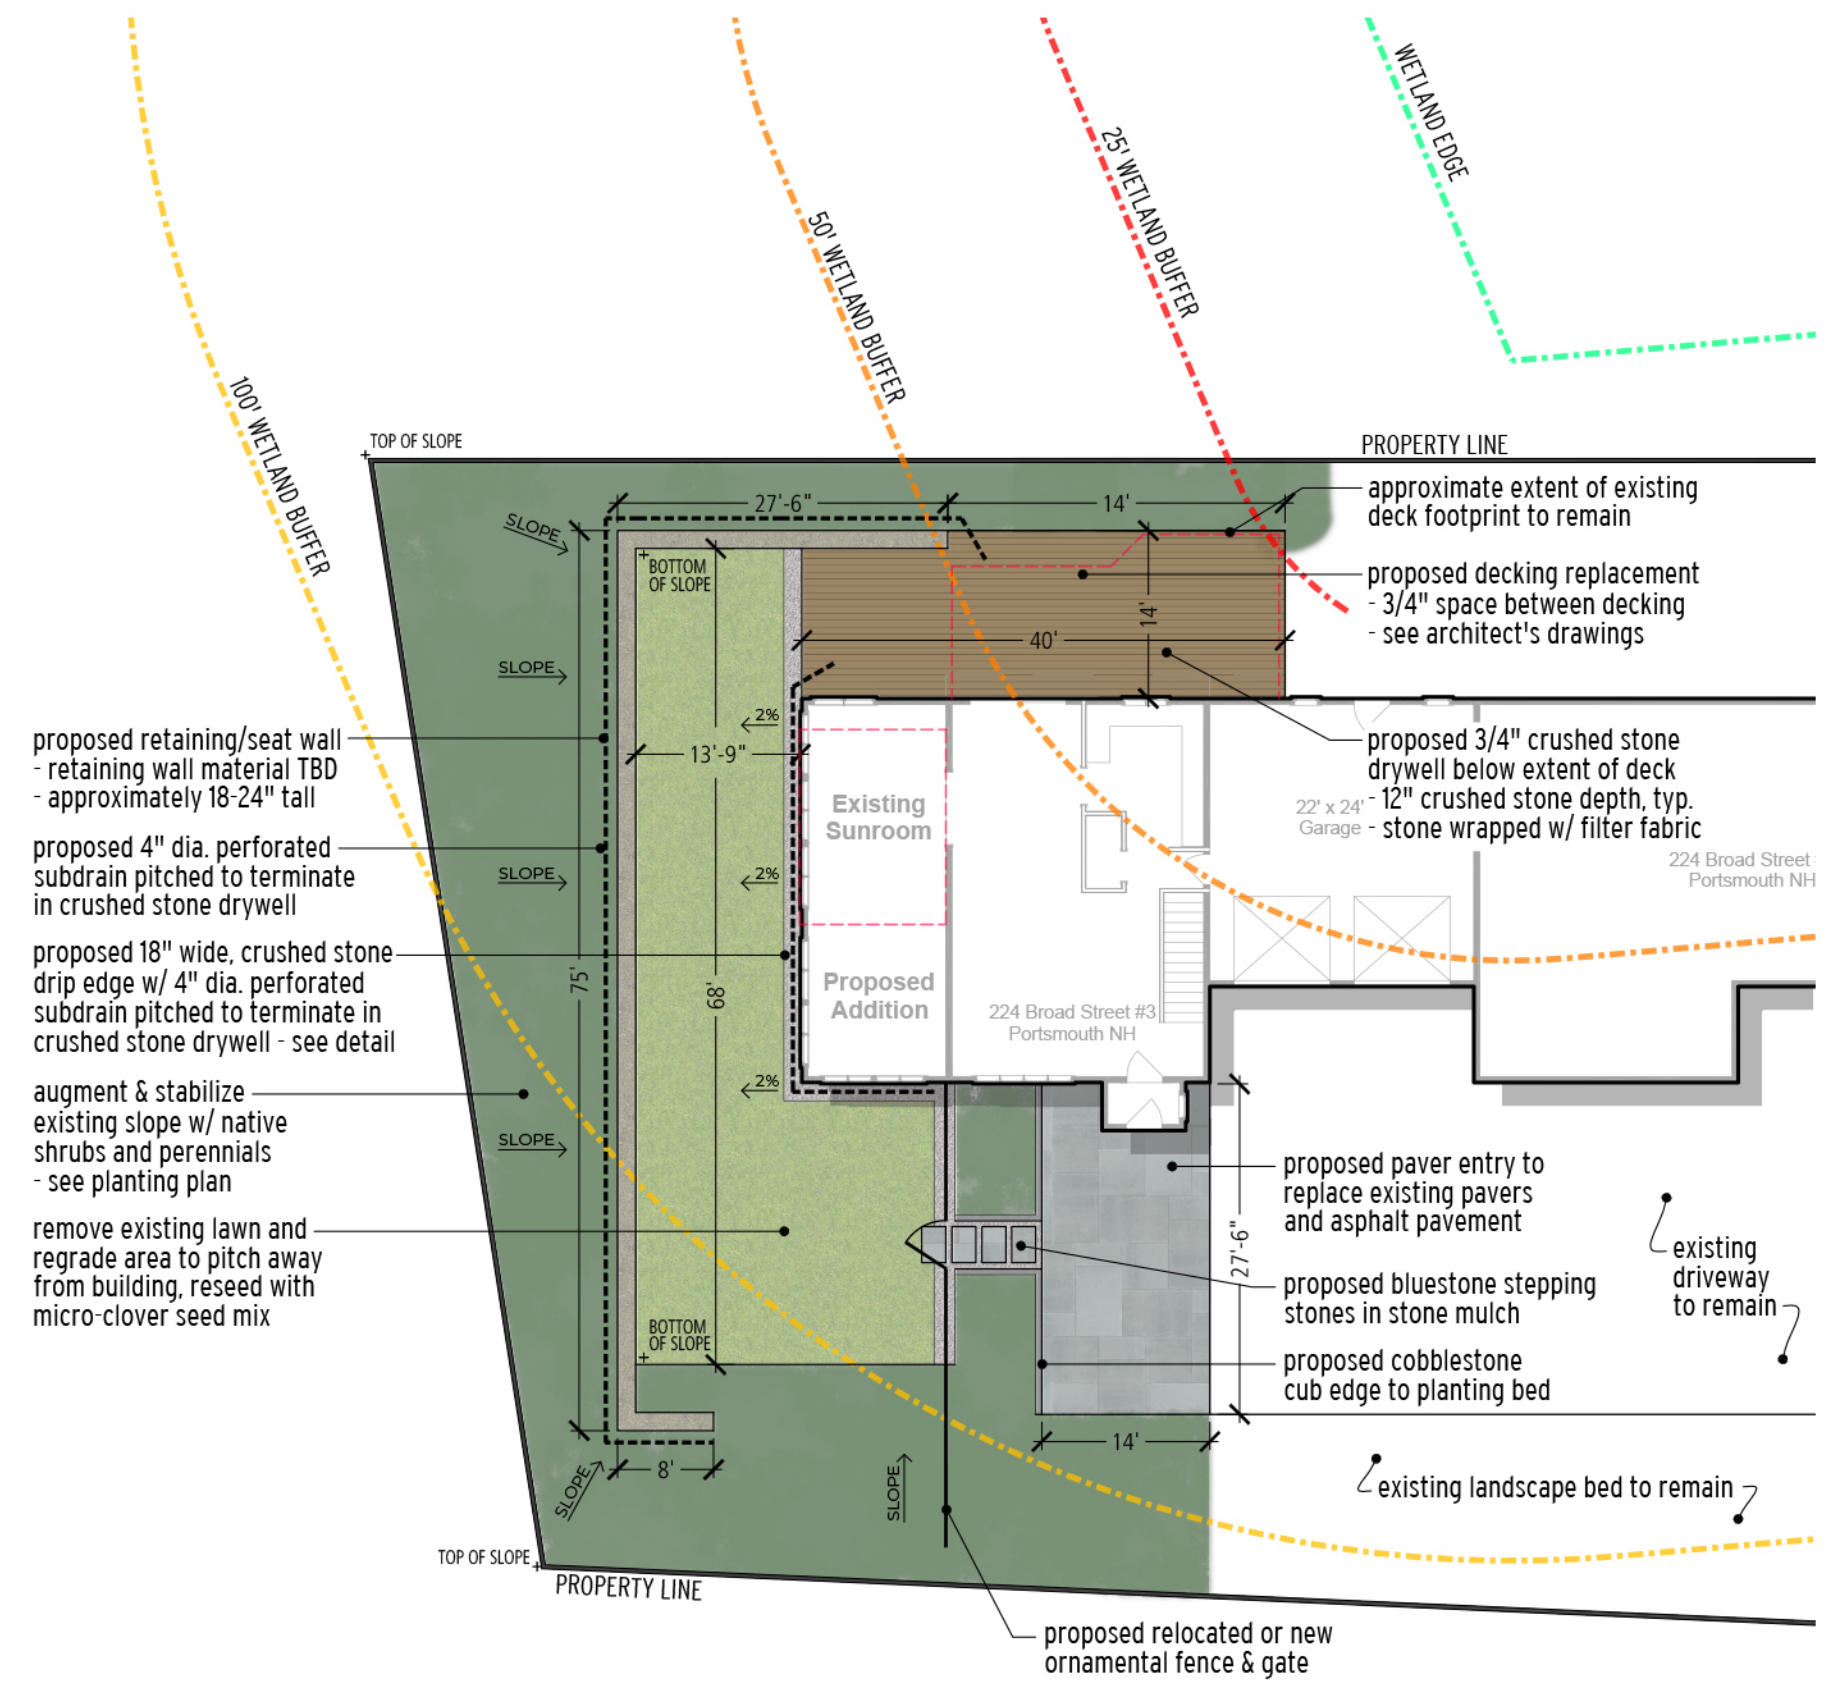 WETLAND EDGE
25' WETLAND BUFFER
50' WETLAND BUFFER
100' WETLAND BUFFER
TOP OF SLOPE
PROPERTY LINE
27'-6"
14'
SLOPE
approximate extent of existing
deck footprint to remain
BOTTOM
OF SLOPE
proposed decking replacement
- 3/4" space between decking
- see architect's drawings
14'
40'
SLOPE
2%
13'-9"
proposed retaining/seat wall
- retaining wall material TBD
- approximately 18-24" tall
proposed 3/4" crushed stone
drywell below extent of deck
- 12" crushed stone depth, typ.
- stone wrapped w/ filter fabric
Existing
Sunroom
22' x 24'
Garage
224 Broad Street
Portsmouth NH
proposed 4" dia. perforated
subdrain pitched to terminate
in crushed stone drywell
SLOPE
2%
proposed 18" wide, crushed stone
drip edge w/ 4" dia. perforated
subdrain pitched to terminate in
crushed stone drywell - see detail
75'
68'
Proposed
Addition
224 Broad Street #3
Portsmouth NH
augment & stabilize
existing slope w/ native
shrubs and perennials
- see planting plan
2%
SLOPE
proposed paver entry to
replace existing pavers
and asphalt pavement
remove existing lawn and
regrade area to pitch away
from building, reseed with
micro-clover seed mix
27'-6"
existing
driveway
to remain
proposed bluestone stepping
stones in stone mulch
BOTTOM
OF SLOPE
proposed cobblestone
cub edge to planting bed
14'
8'
SLOPE
SLOPE
existing landscape bed to remain
TOP OF SLOPE
PROPERTY LINE
proposed relocated or new
ornamental fence & gate